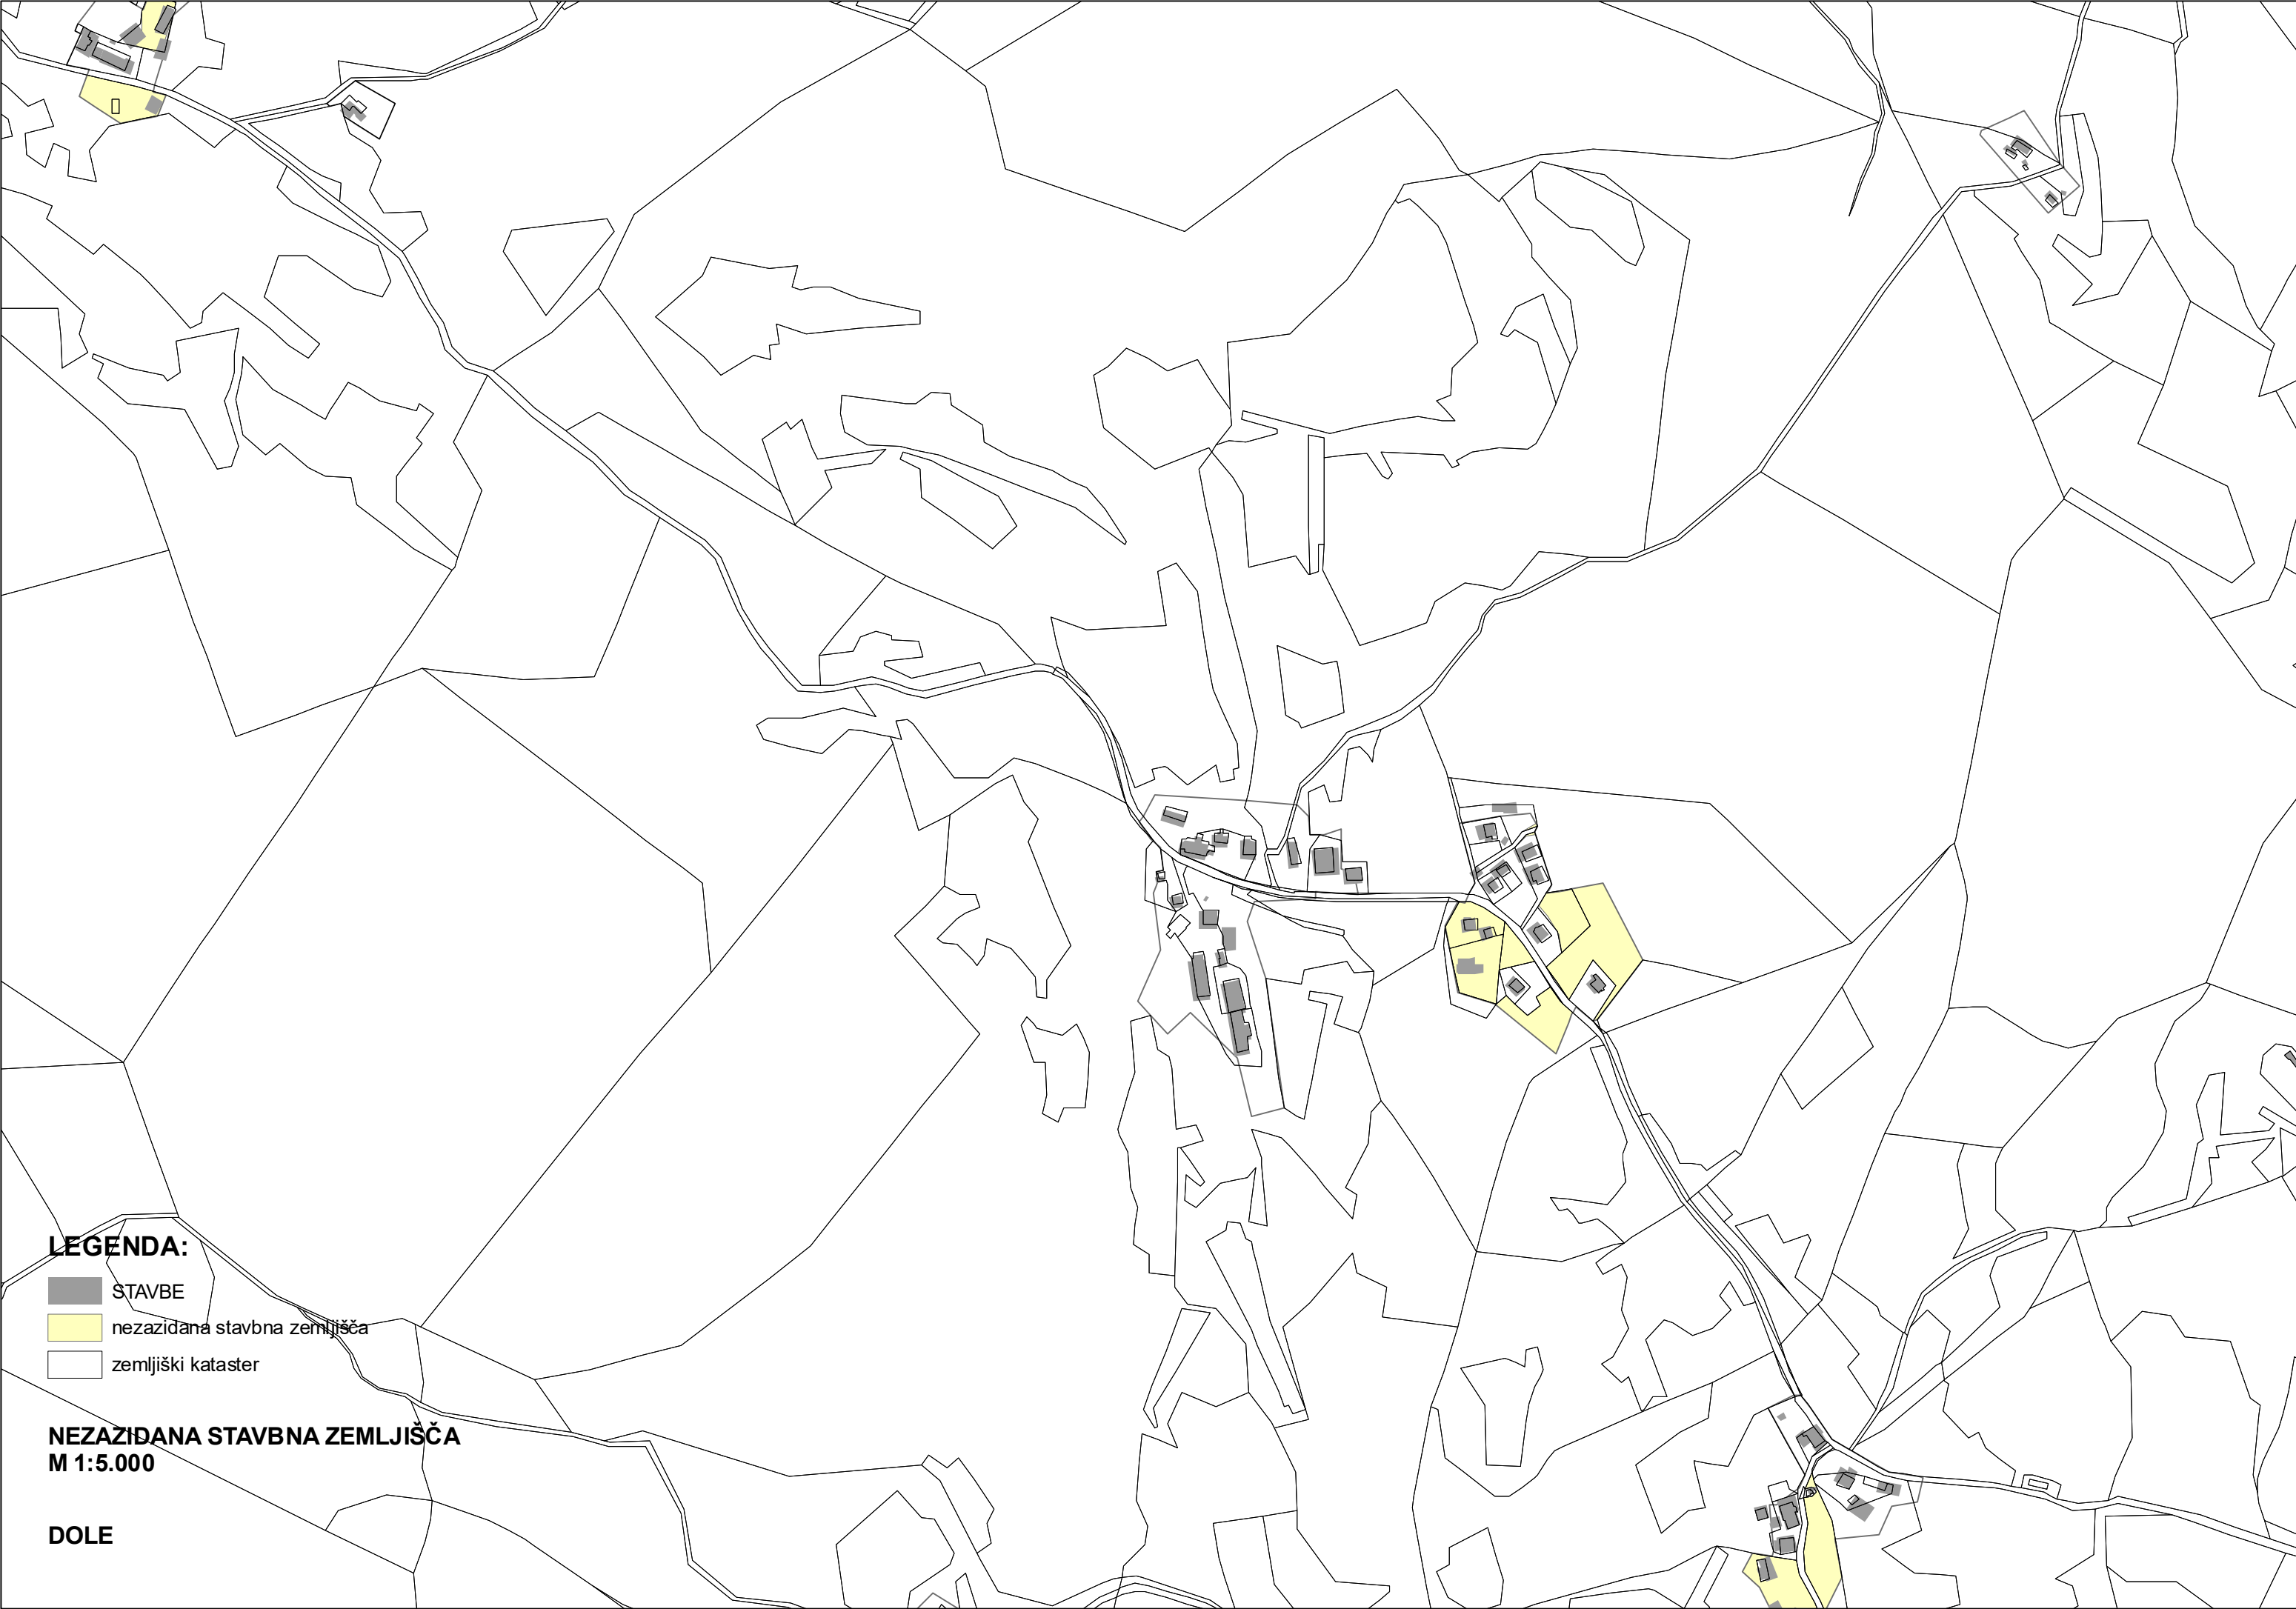 LEGENDA:
STAVBE
nezazidana stavbna zemljišča
zemljiški kataster
NEZAZIDANA STAVBNA ZEMLJIŠČA
M 1:5.000
DOLE